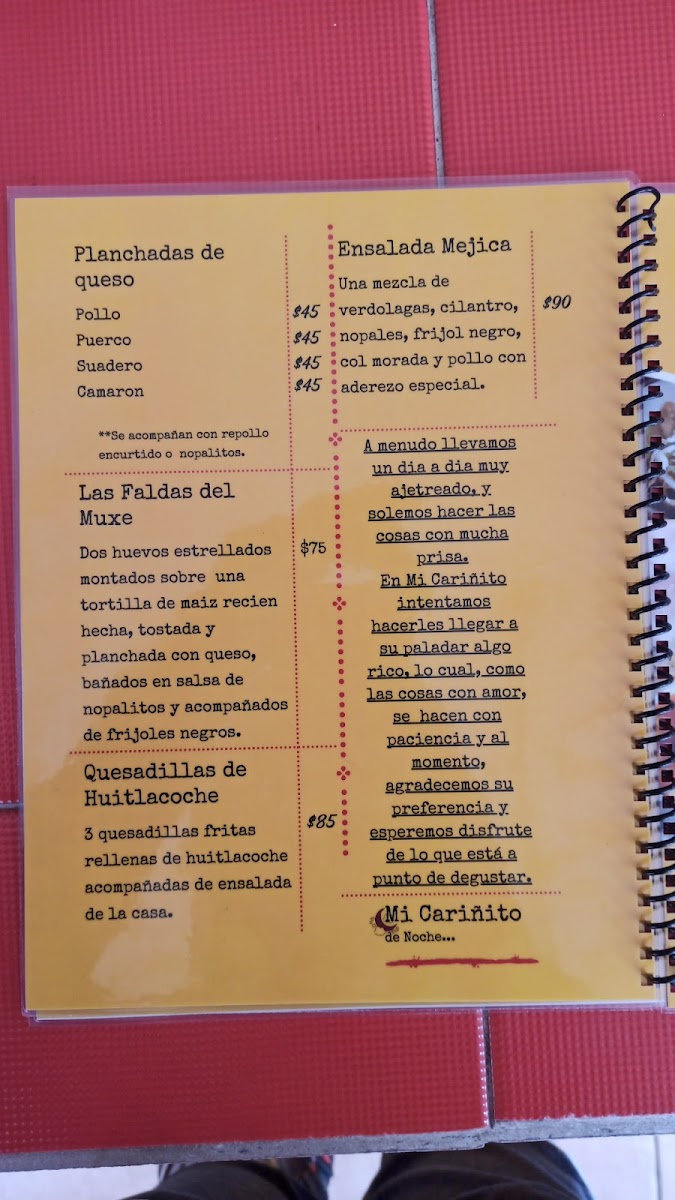 Planchadas de
queso
Pollo $45
Puerco $45
Suadero $45
Camaron $45
**Se acompañan con repollo
encurtido o nopalitos.
Las Faldas del
Muxe
$75
Dos huevos estrellados
montados sobre una
tortilla de maiz recien
hecha, tostada y
planchada con queso,
bañados en salsa de
nopalitos y acompañados
de frijoles negros.
Quesadillas de
Huitlacoche
$85
3 quesadillas fritas
rellenas de huitlacoche
acompañadas de ensalada
de la casa.
Ensalada Mejica
$90
Una mezcla de
verdolagas, cilantro,
nopales, frijol negro,
col morada y pollo con
aderezo especial.
A menudo llevamos
un dia a dia muy
ajetreado, y
solemos hacer las
cosas con mucha
prisa.
En Mi Cariñito
intentamos
hacerles llegar a
su paladar algo
rico, lo cual, como
las cosas con amor,
se hacen con
paciencia y al
momento,
agradecemos su
preferencia y
esperemos disfrute
de lo que está a
punto de degustar.
Mi Cariñito
de Noche...